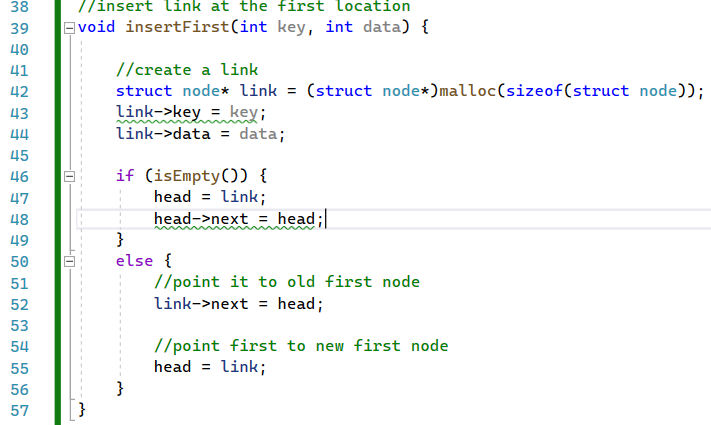 38 //insert link at the first location
39 void insertFirst(int key, int data) {
40
41     //create a link
42     struct node* link = (struct node*)malloc(sizeof(struct node));
43     link->key = key;
44     link->data = data;
45
46     if (isEmpty()) {
47         head = link;
48         head->next = head;
49     }
50     else {
51         //point it to old first node
52         link->next = head;
53
54         //point first to new first node
55         head = link;
56     }
57 }